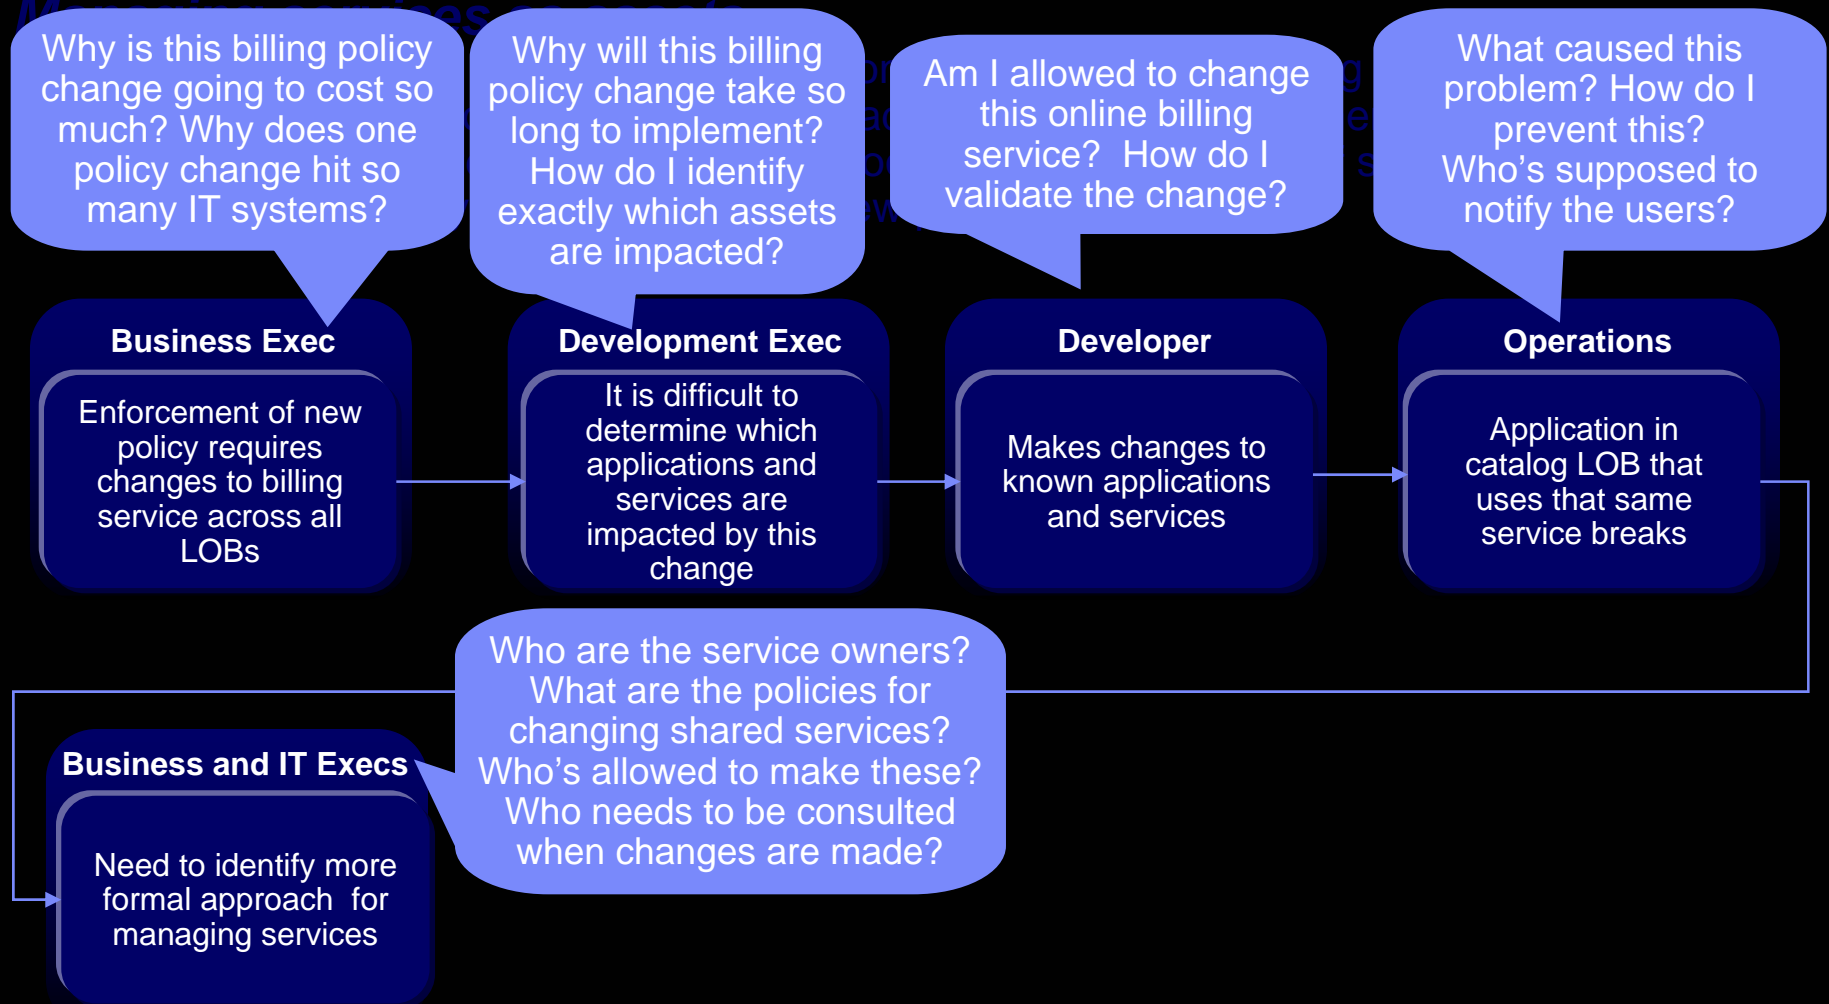 Why is this billing policy
change going to cost so
much? Why does one
policy change hit so
many IT systems?
Why will this billing
policy change take so
long to implement?
How do I identify
exactly which assets
are impacted?
Am I allowed to change
this online billing
service? How do I
validate the change?
What caused this
problem? How do I
prevent this?
Who’s supposed to
notify the users?
Business Exec
Enforcement of new
policy requires
changes to billing
service across all
LOBs
Development Exec
It is difficult to
determine which
applications and
services are
impacted by this
change
Developer
Makes changes to
known applications
and services
Operations
Application in
catalog LOB that
uses that same
service breaks
Who are the service owners?
What are the policies for
changing shared services?
Who’s allowed to make these?
Who needs to be consulted
when changes are made?
Business and IT Execs
Need to identify more
formal approach for
managing services